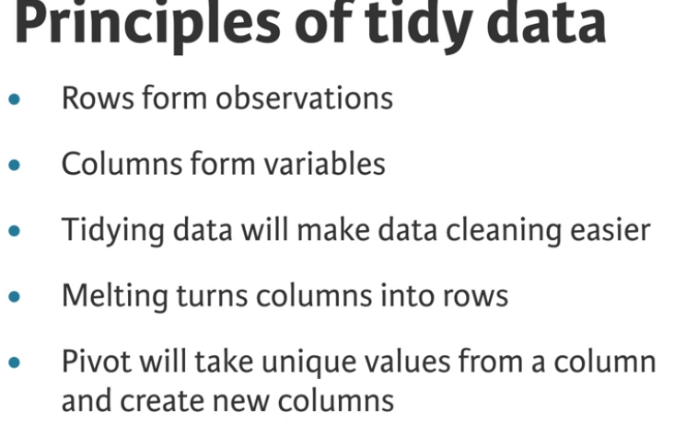 Principles of tidy data
• Rows form observations
• Columns form variables
• Tidying data will make data cleaning easier
• Melting turns columns into rows
• Pivot will take unique values from a column
and create new columns